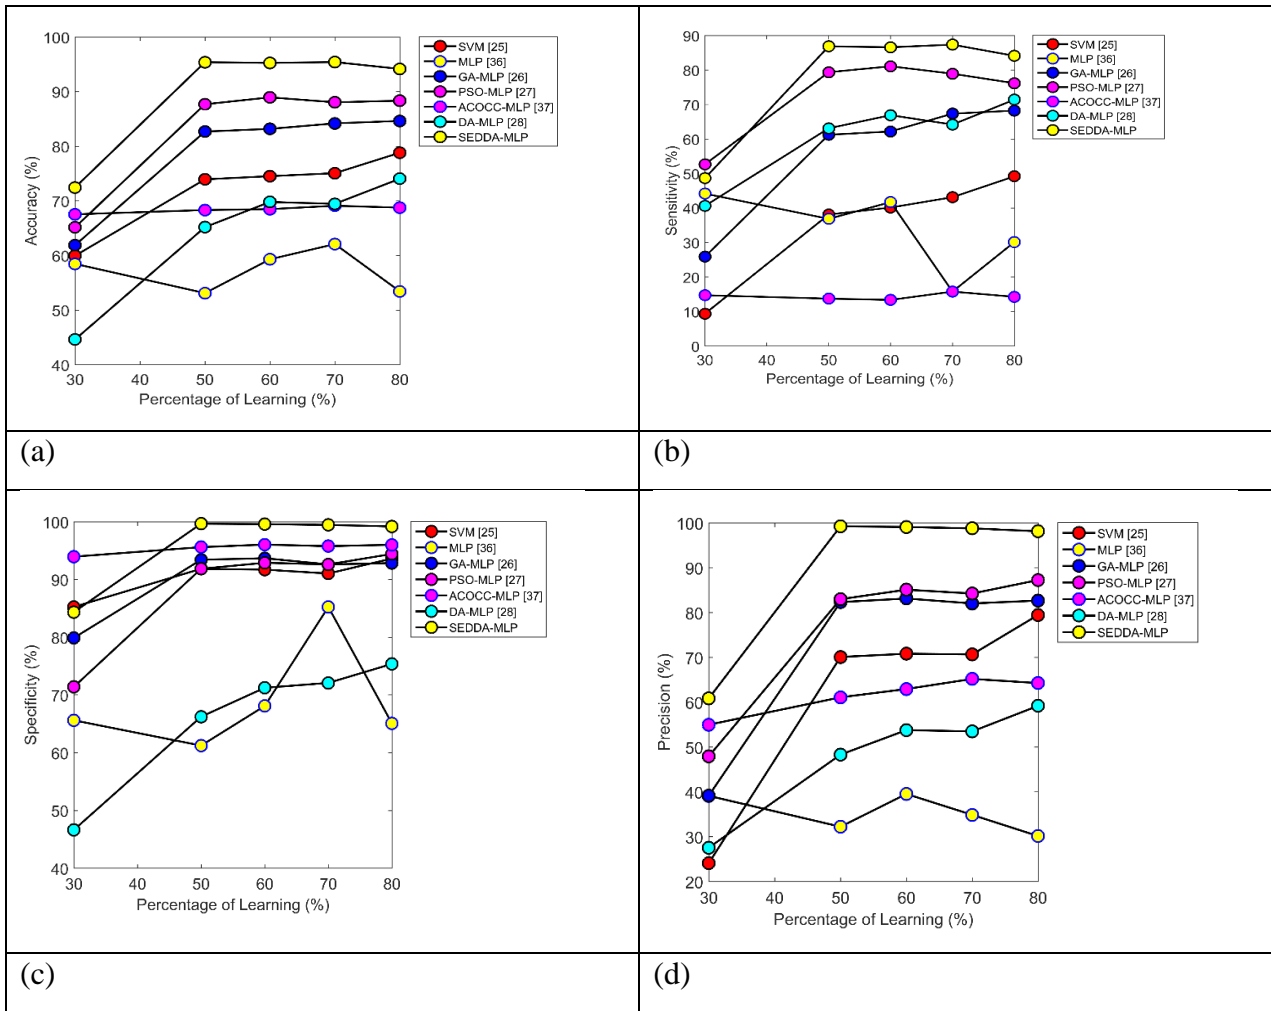 100
90
80
70
60
50
40
30
40
50
60
70
80
Accuracy (%)
Percentage of Learning (%)
SVM [25]
MLP [36]
GA-MLP [26]
PSO-MLP [27]
ACOCC-MLP [37]
DA-MLP [28]
SEDDA-MLP
90
80
70
60
50
40
30
20
10
0
30
40
50
60
70
80
Sensitivity (%)
Percentage of Learning (%)
SVM [25]
MLP [36]
GA-MLP [26]
PSO-MLP [27]
ACOCC-MLP [37]
DA-MLP [28]
SEDDA-MLP
(a)
(b)
100
90
80
70
60
50
40
30
40
50
60
70
80
Specificity (%)
Percentage of Learning (%)
SVM [25]
MLP [36]
GA-MLP [26]
PSO-MLP [27]
ACOCC-MLP [37]
DA-MLP [28]
SEDDA-MLP
100
90
80
70
60
50
40
30
20
30
40
50
60
70
80
Precision (%)
Percentage of Learning (%)
SVM [25]
MLP [36]
GA-MLP [26]
PSO-MLP [27]
ACOCC-MLP [37]
DA-MLP [28]
SEDDA-MLP
(c)
(d)